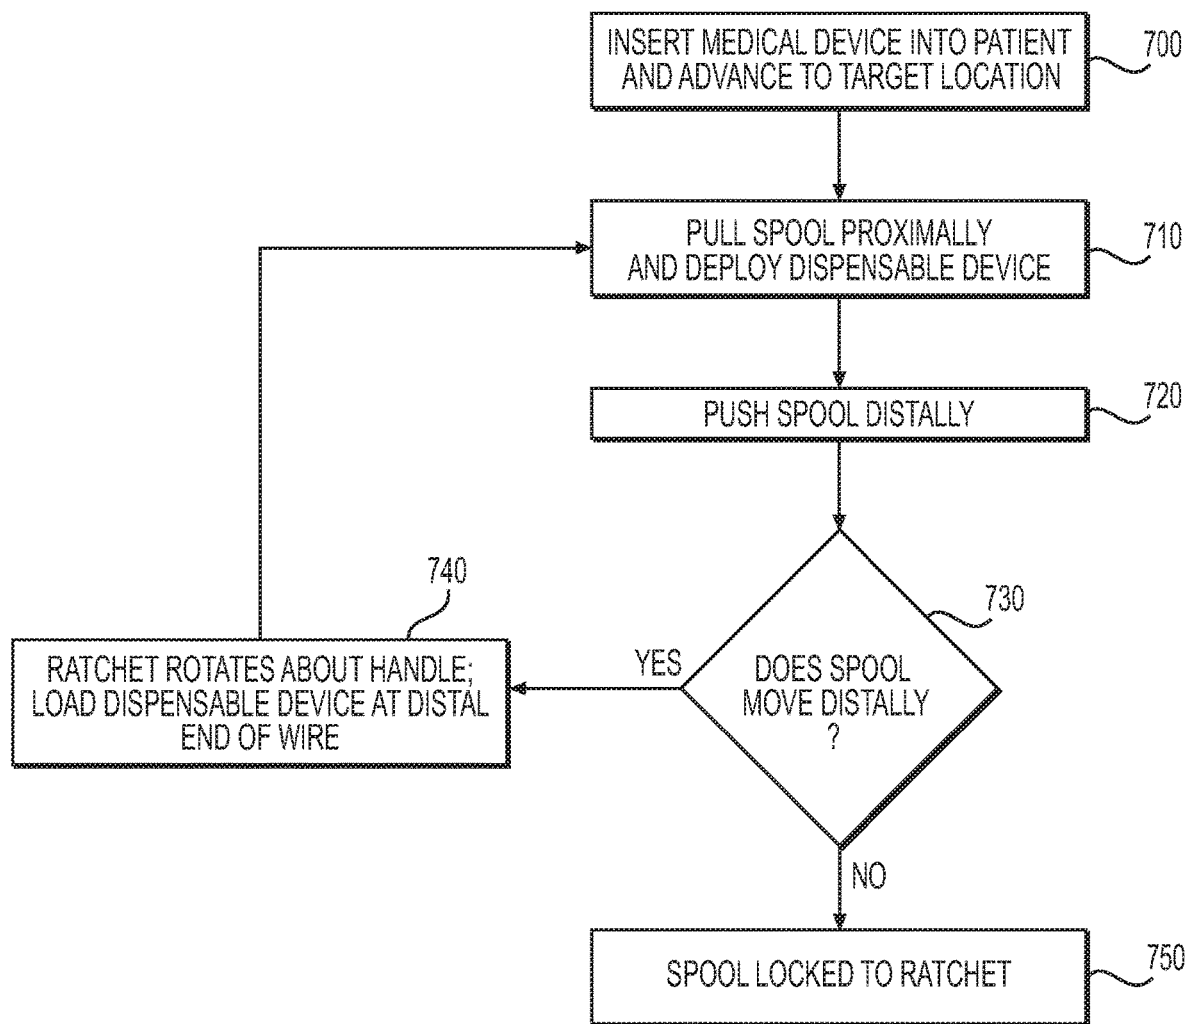 INSERT MEDICAL DEVICE INTO PATIENT
AND ADVANCE TO TARGET LOCATION
700
PULL SPOOL PROXIMALLY
AND DEPLOY DISPENSABLE DEVICE
710
PUSH SPOOL DISTALLY
720
DOES SPOOL
MOVE DISTALLY
?
730
YES
740
RATCHET ROTATES ABOUT HANDLE;
LOAD DISPENSABLE DEVICE AT DISTAL
END OF WIRE
NO
SPOOL LOCKED TO RATCHET
750